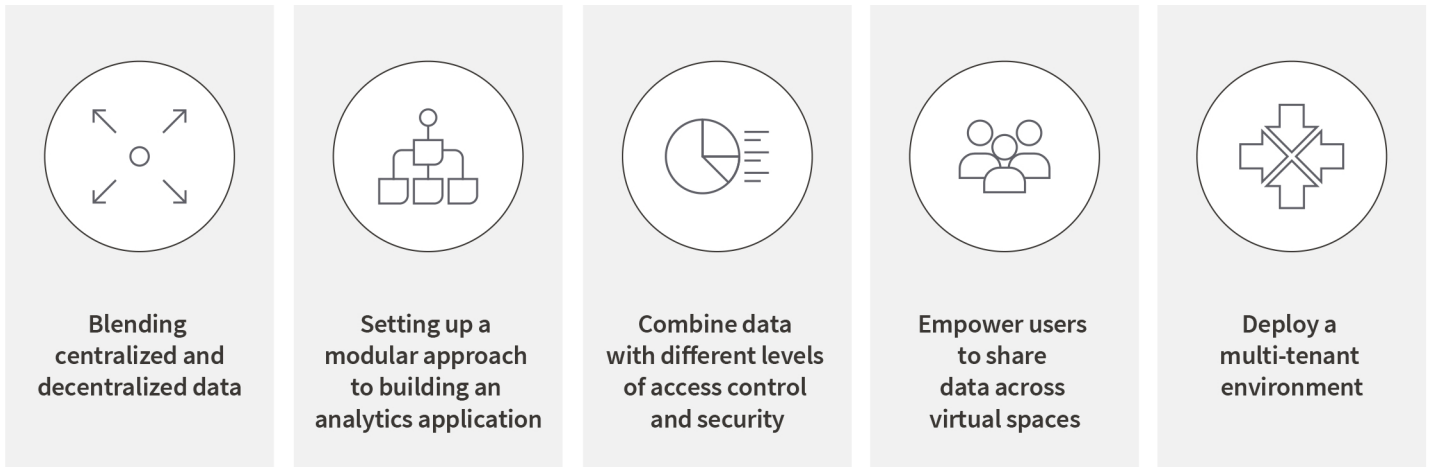 Blending
centralized and
decentralized data
Setting up a
modular approach
to building an
analytics application
Combine data
with different levels
of access control
and security
Empower users
to share
data across
virtual spaces
Deploy a
multi-tenant
environment